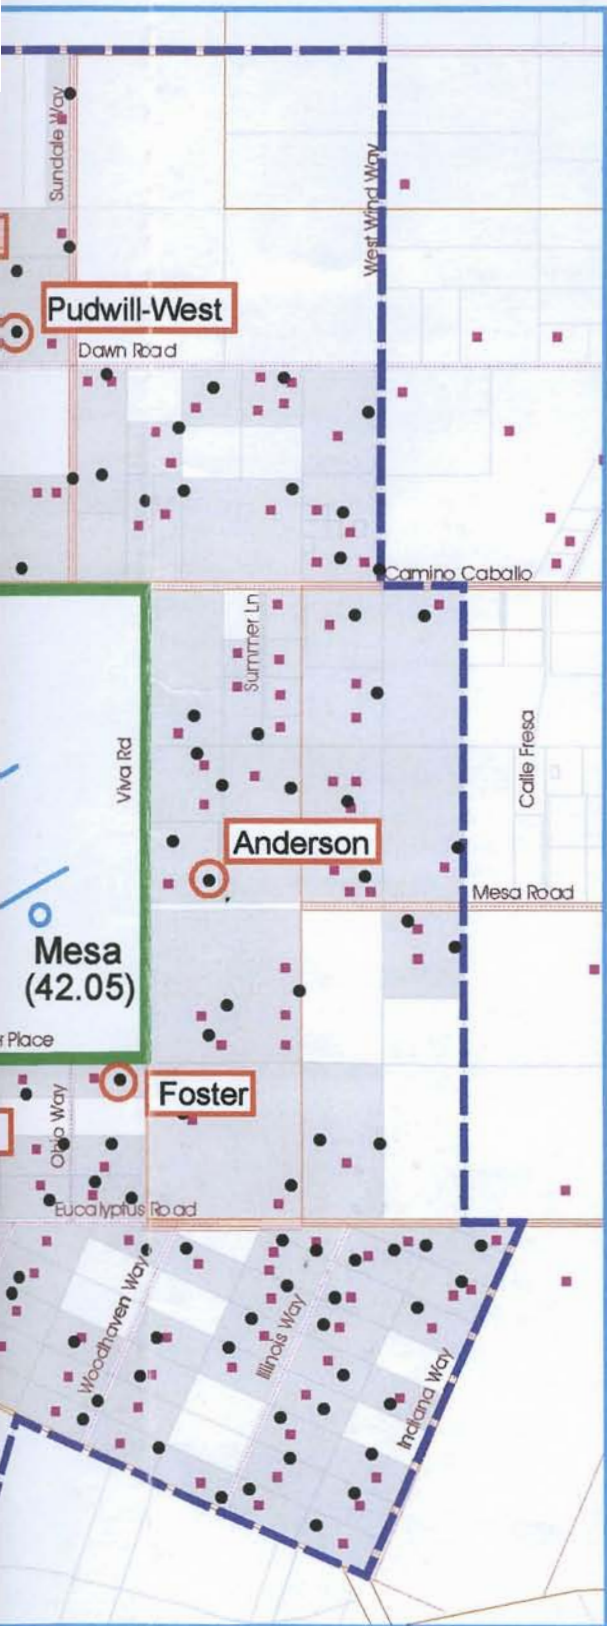 Sundale Way
West Wind Way
Pudwill-West
Dawn Road
Camino Caballo
Summer Ln
Viva Rd
Calle Fresa
Anderson
Mesa Road
Mesa
(42.05)
r Place
Foster
Ohio Way
Eucalyptus Road
Woodhaven Way
Illinois Way
Indiana Way